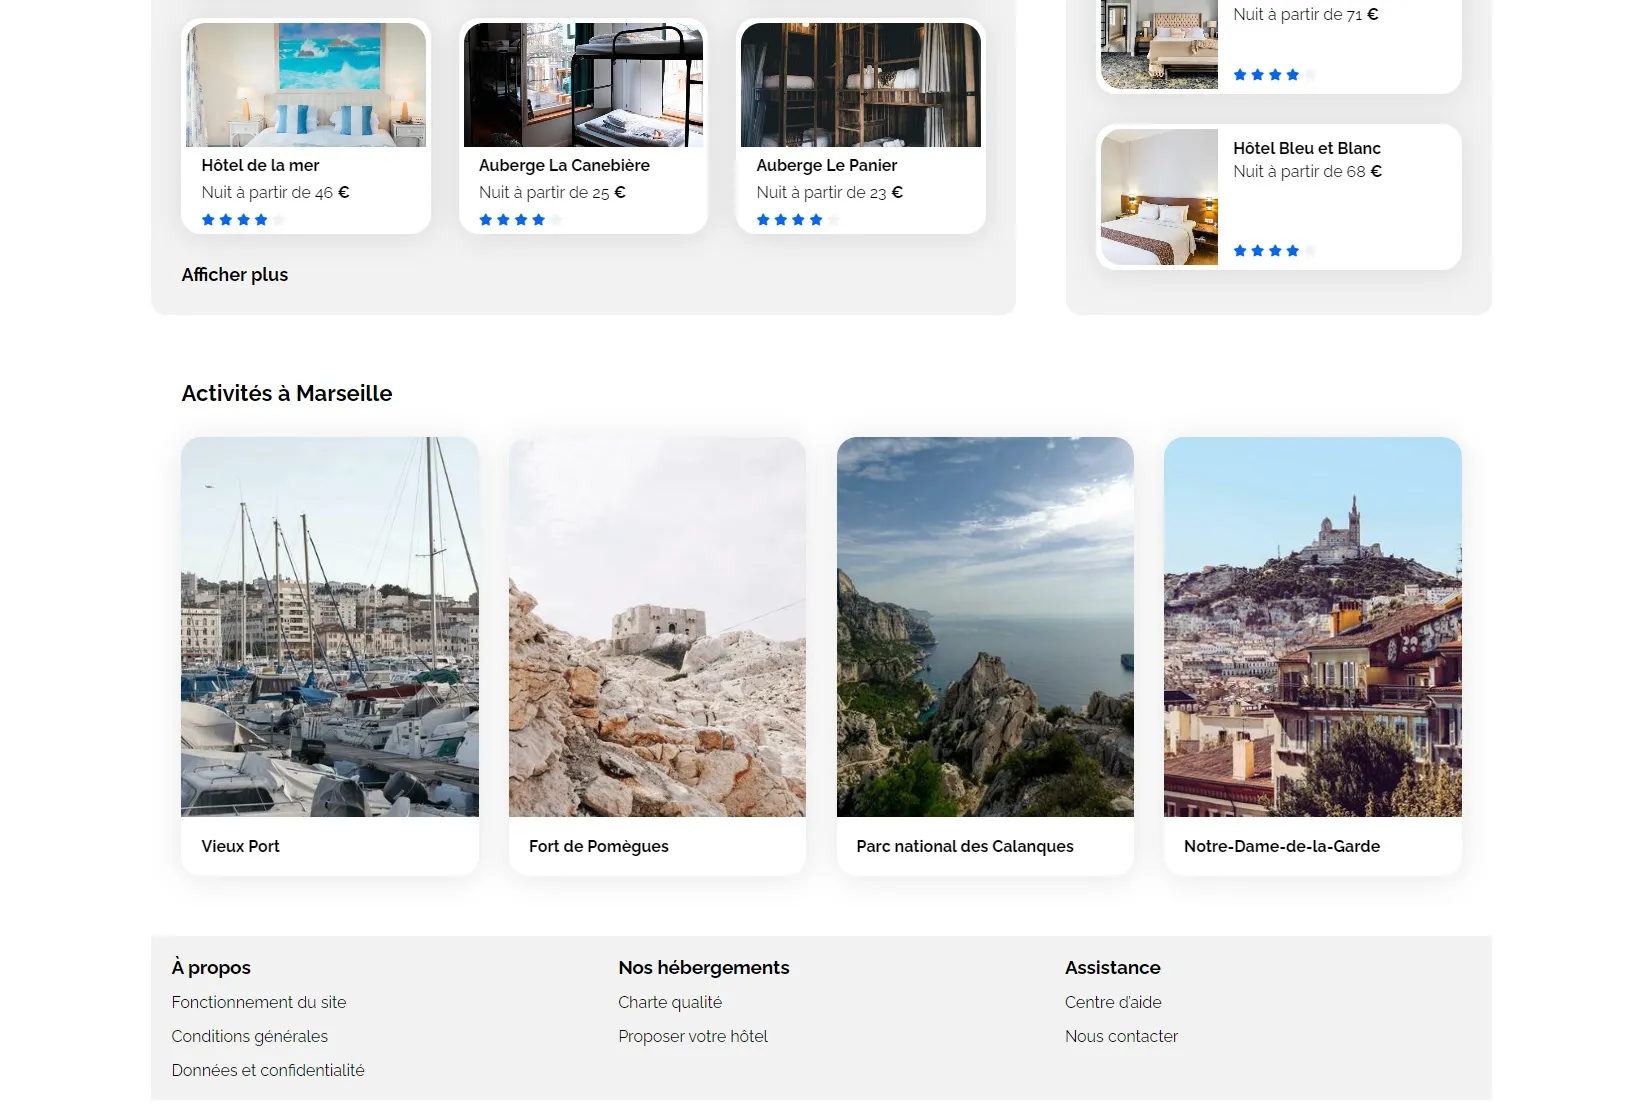 Hôtel de la mer
Nuit à partir de 46 €
Auberge La Canebière
Nuit à partir de 25 €
Auberge Le Panier
Nuit à partir de 23 €
Afficher plus
Nuit à partir de 71 €
Hôtel Bleu et Blanc
Nuit à partir de 68 €
Activités à Marseille
Vieux Port
Fort de Pomègues
Parc national des Calanques
Notre-Dame-de-la-Garde
À propos
Fonctionnement du site
Conditions générales
Données et confidentialité
Nos hébergements
Charte qualité
Proposer votre hôtel
Assistance
Centre d'aide
Nous contacter